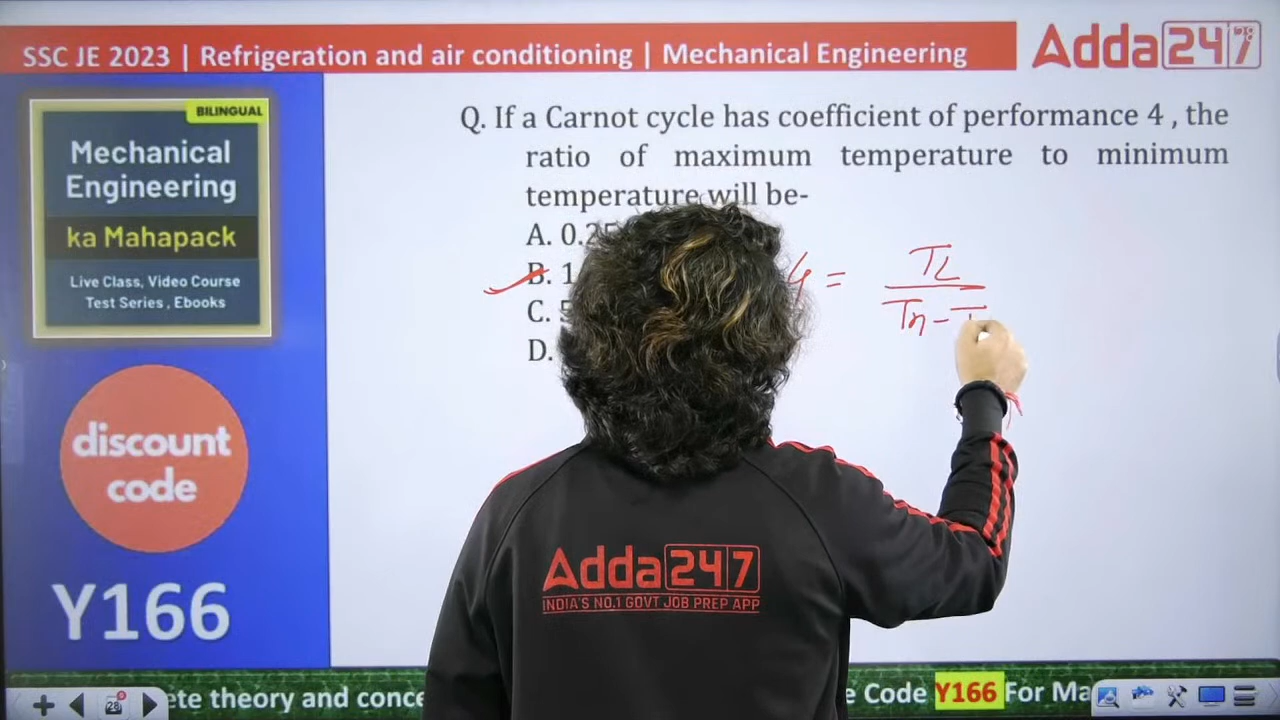 SSC JE 2023 | Refrigeration and air conditioning | Mechanical Engineering
Adda247
BILINGUAL
Mechanical
Engineering
ka Mahapack
Live Class, Video Course
Test Series , Ebooks
discount
code
Y166
Q. If a Carnot cycle has coefficient of performance 4 , the
ratio of maximum temperature to minimum
temperature will be-
A. 0.25
B. 1
C. 5
D.
4 = TL
TH -
Adda247
INDIA'S NO.1 GOVT JOB PREP APP
ete theory and conce
e Code Y166 For Ma
28